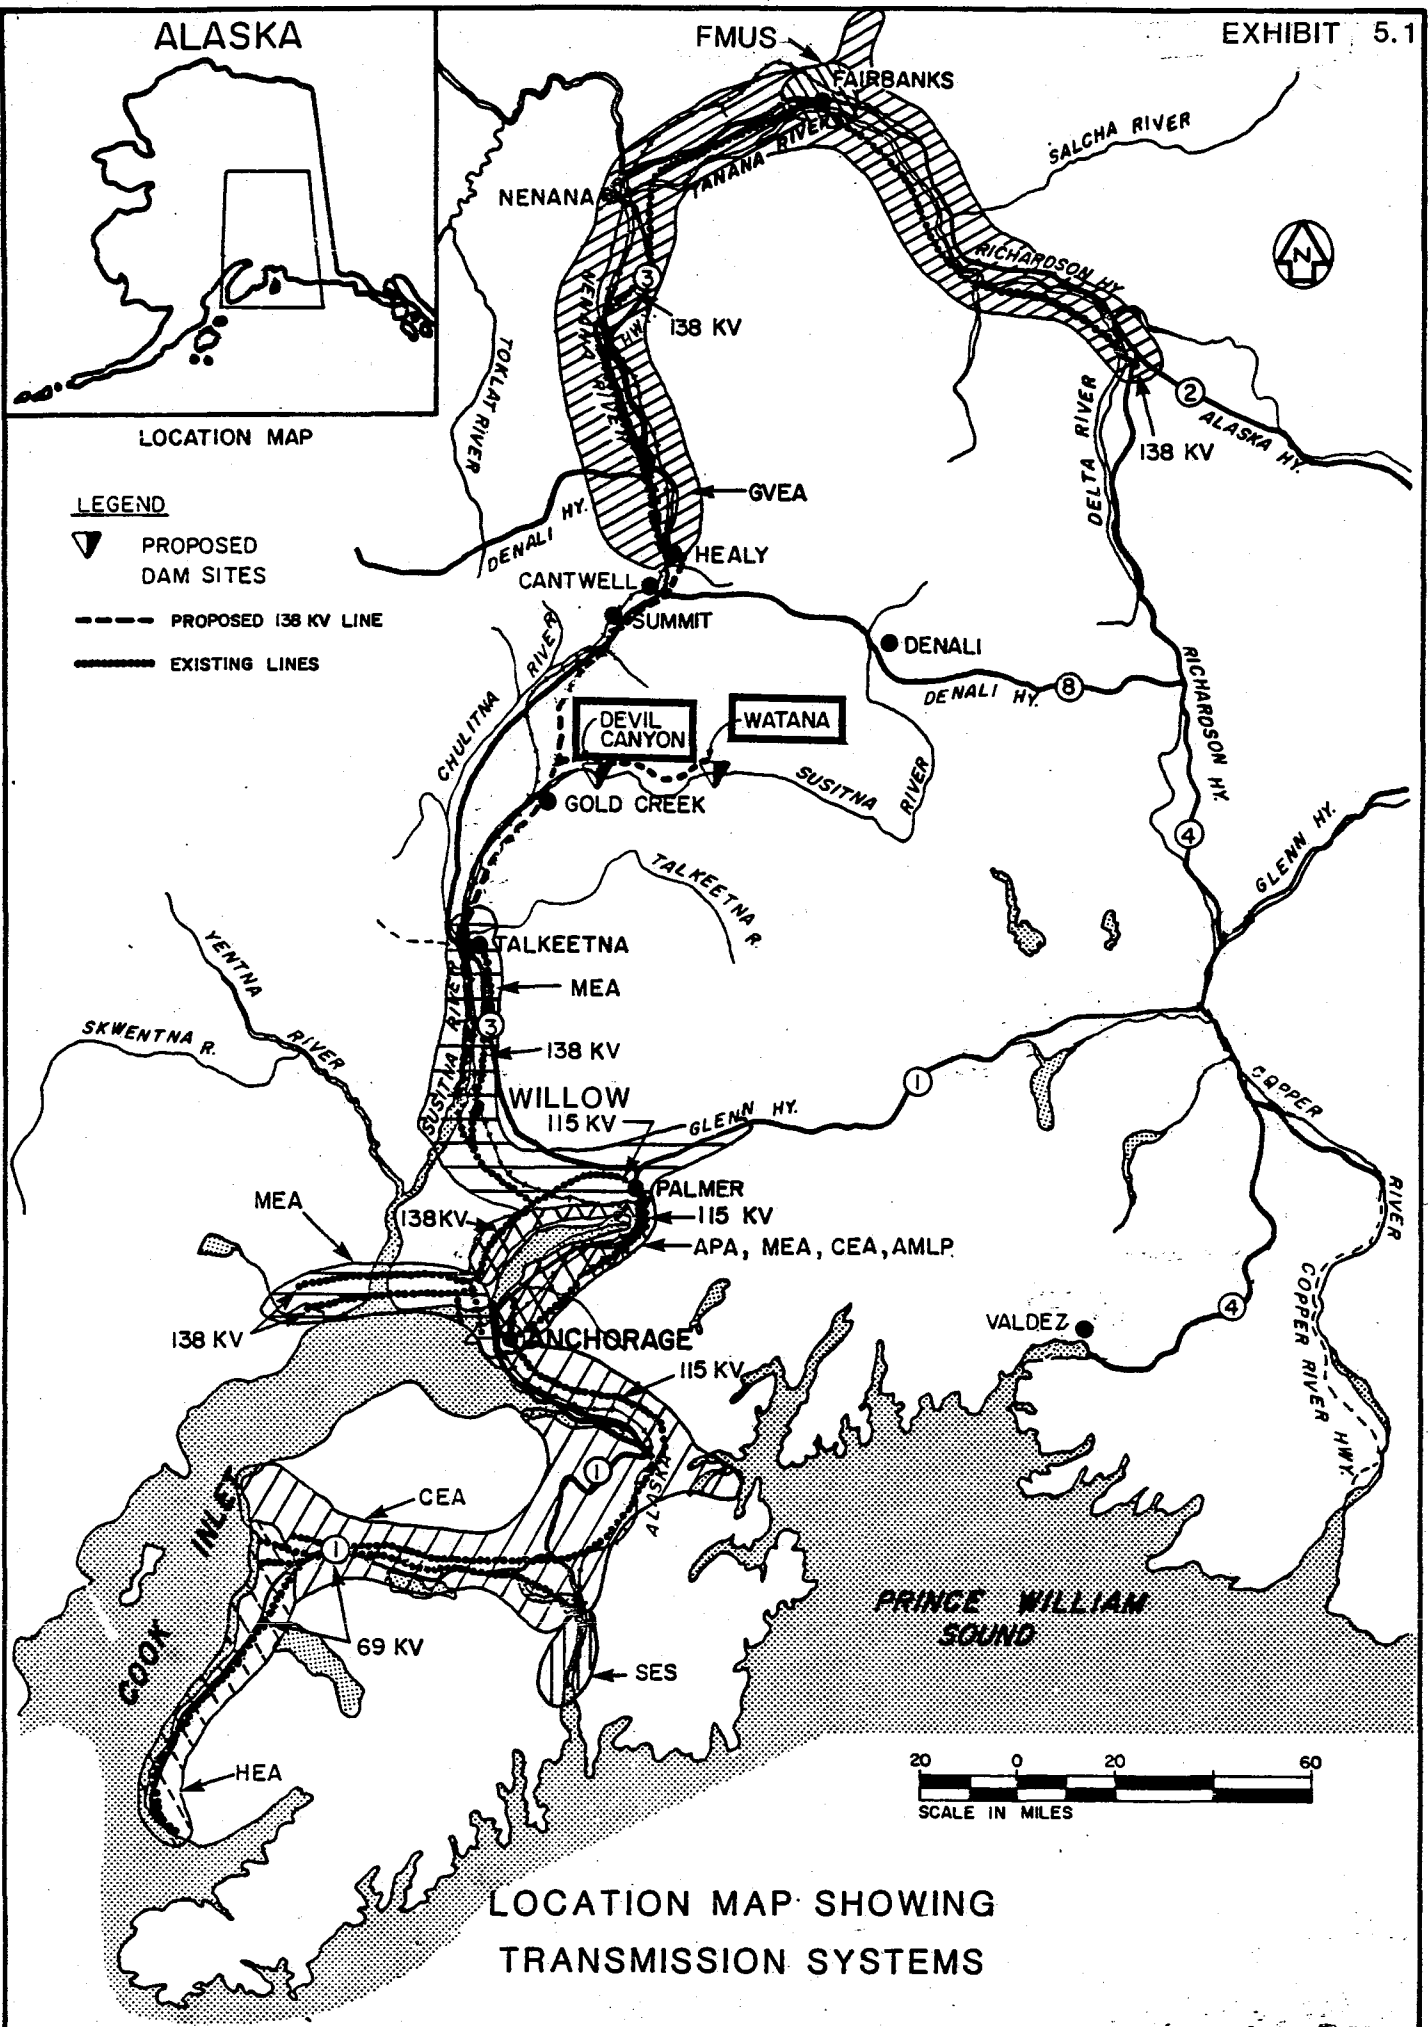 ALASKA
FMUS
EXHIBIT 5.1
FAIRBANKS
SALCHA RIVER
TANANA RIVER
NENANA
N
RICHARDSON HY.
3
NENANA RIVER
HWY.
138 KV
TOKLAT RIVER
2
ALASKA HY.
138 KV
DELTA RIVER
LOCATION MAP
LEGEND
PROPOSED
DAM SITES
PROPOSED 138 KV LINE
EXISTING LINES
GVEA
DENALI HY.
HEALY
CANTWELL
SUMMIT
DENALI
DENALI HY.
8
RICHARDSON HY.
CHULITNA RIVER
DEVIL
CANYON
WATANA
SUSITNA RIVER
GOLD CREEK
4
GLENN HY.
TALKEETNA R.
TALKEETNA
YENTNA RIVER
MEA
SKWENTNA R.
3
SUSITNA RIVER
138 KV
WILLOW
115 KV
GLENN HY.
1
COPPER RIVER
PALMER
MEA
138KV
115 KV
APA, MEA, CEA, AMLP
COPPER RIVER HWY.
138 KV
ANCHORAGE
VALDEZ
4
115 KV
1
ALASKA
CEA
COOK INLET
1
69 KV
PRINCE WILLIAM
SOUND
SES
HEA
20 0 20 60
SCALE IN MILES
LOCATION MAP SHOWING
TRANSMISSION SYSTEMS